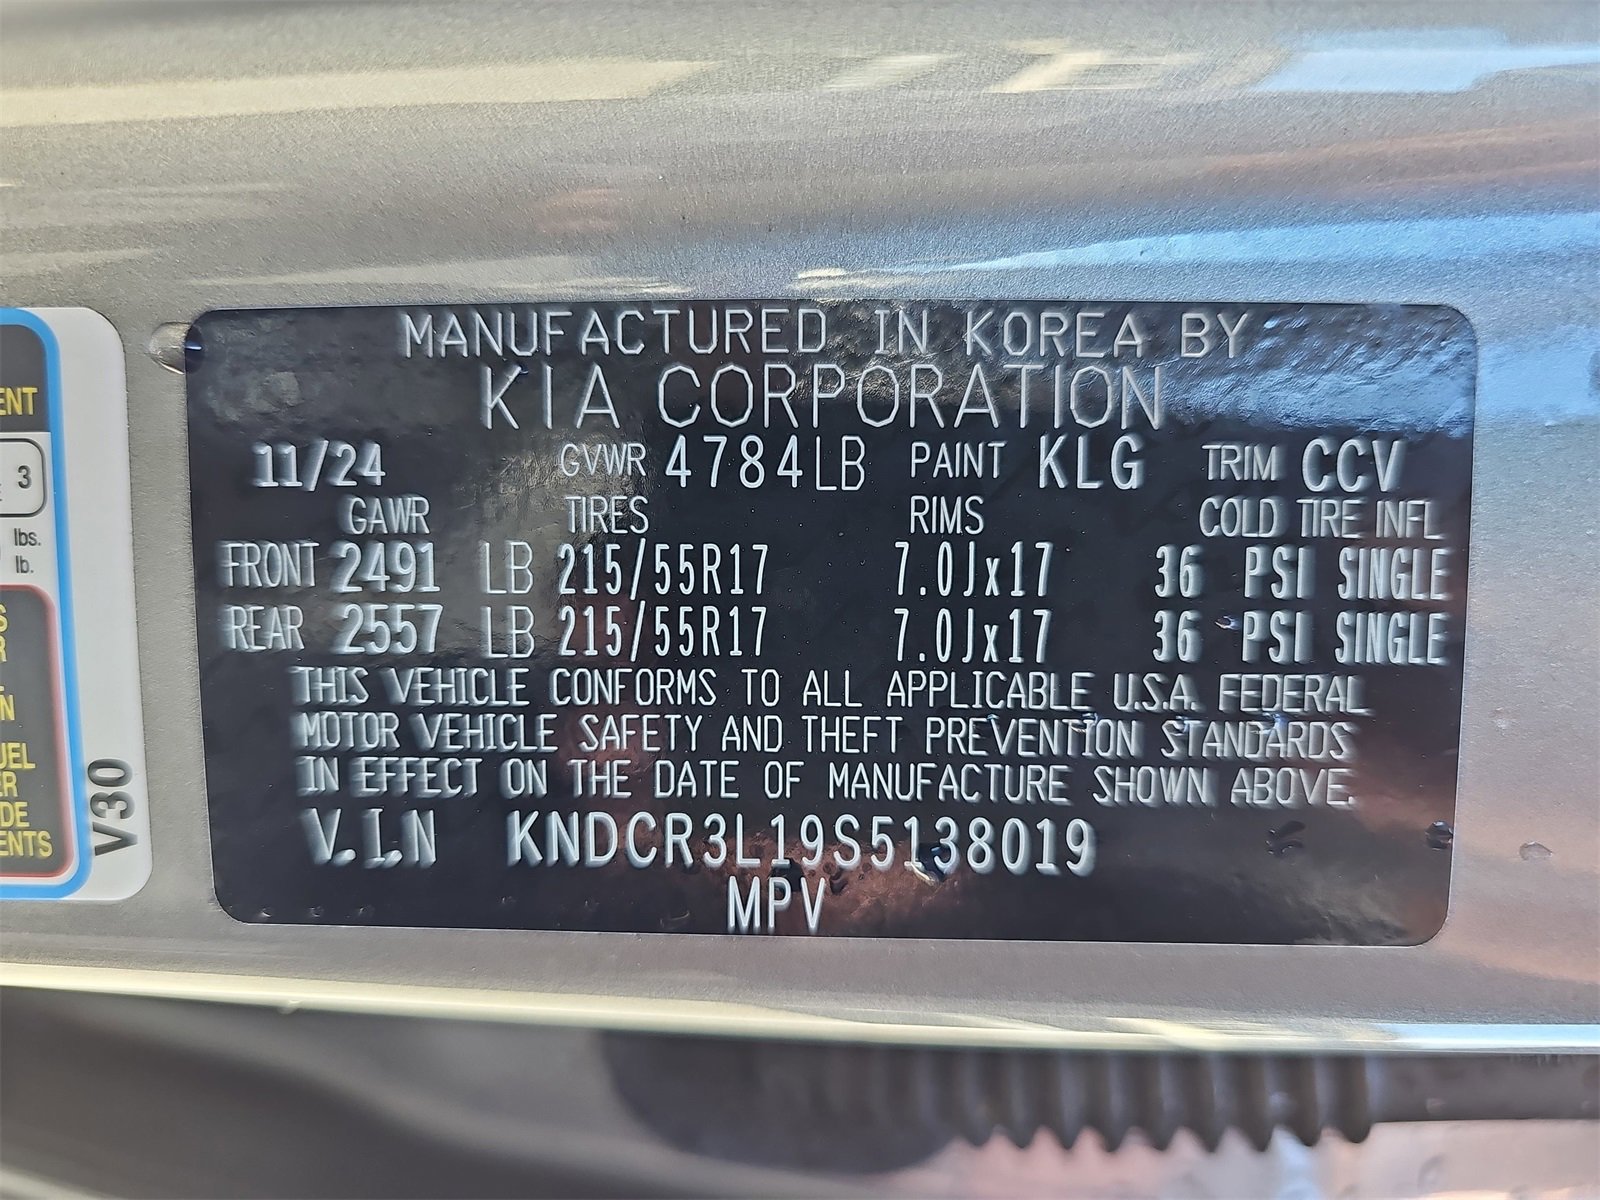 MANUFACTURED IN KOREA BY
KIA CORPORATION
11/24 GVWR 4784LB PAINT KLG TRIM CCV
GAWR TIRES RIMS COLD TIRE INFL
FRONT 2491 LB 215/55R17 7.0Jx17 36 PSI SINGLE
REAR 2557 LB 215/55R17 7.0Jx17 36 PSI SINGLE
THIS VEHICLE CONFORMS TO ALL APPLICABLE U.S.A. FEDERAL
MOTOR VEHICLE SAFETY AND THEFT PREVENTION STANDARDS
IN EFFECT ON THE DATE OF MANUFACTURE SHOWN ABOVE.
V.I.N KNDCR3L19S5138019
MPV
3
lbs.
lb.
V30